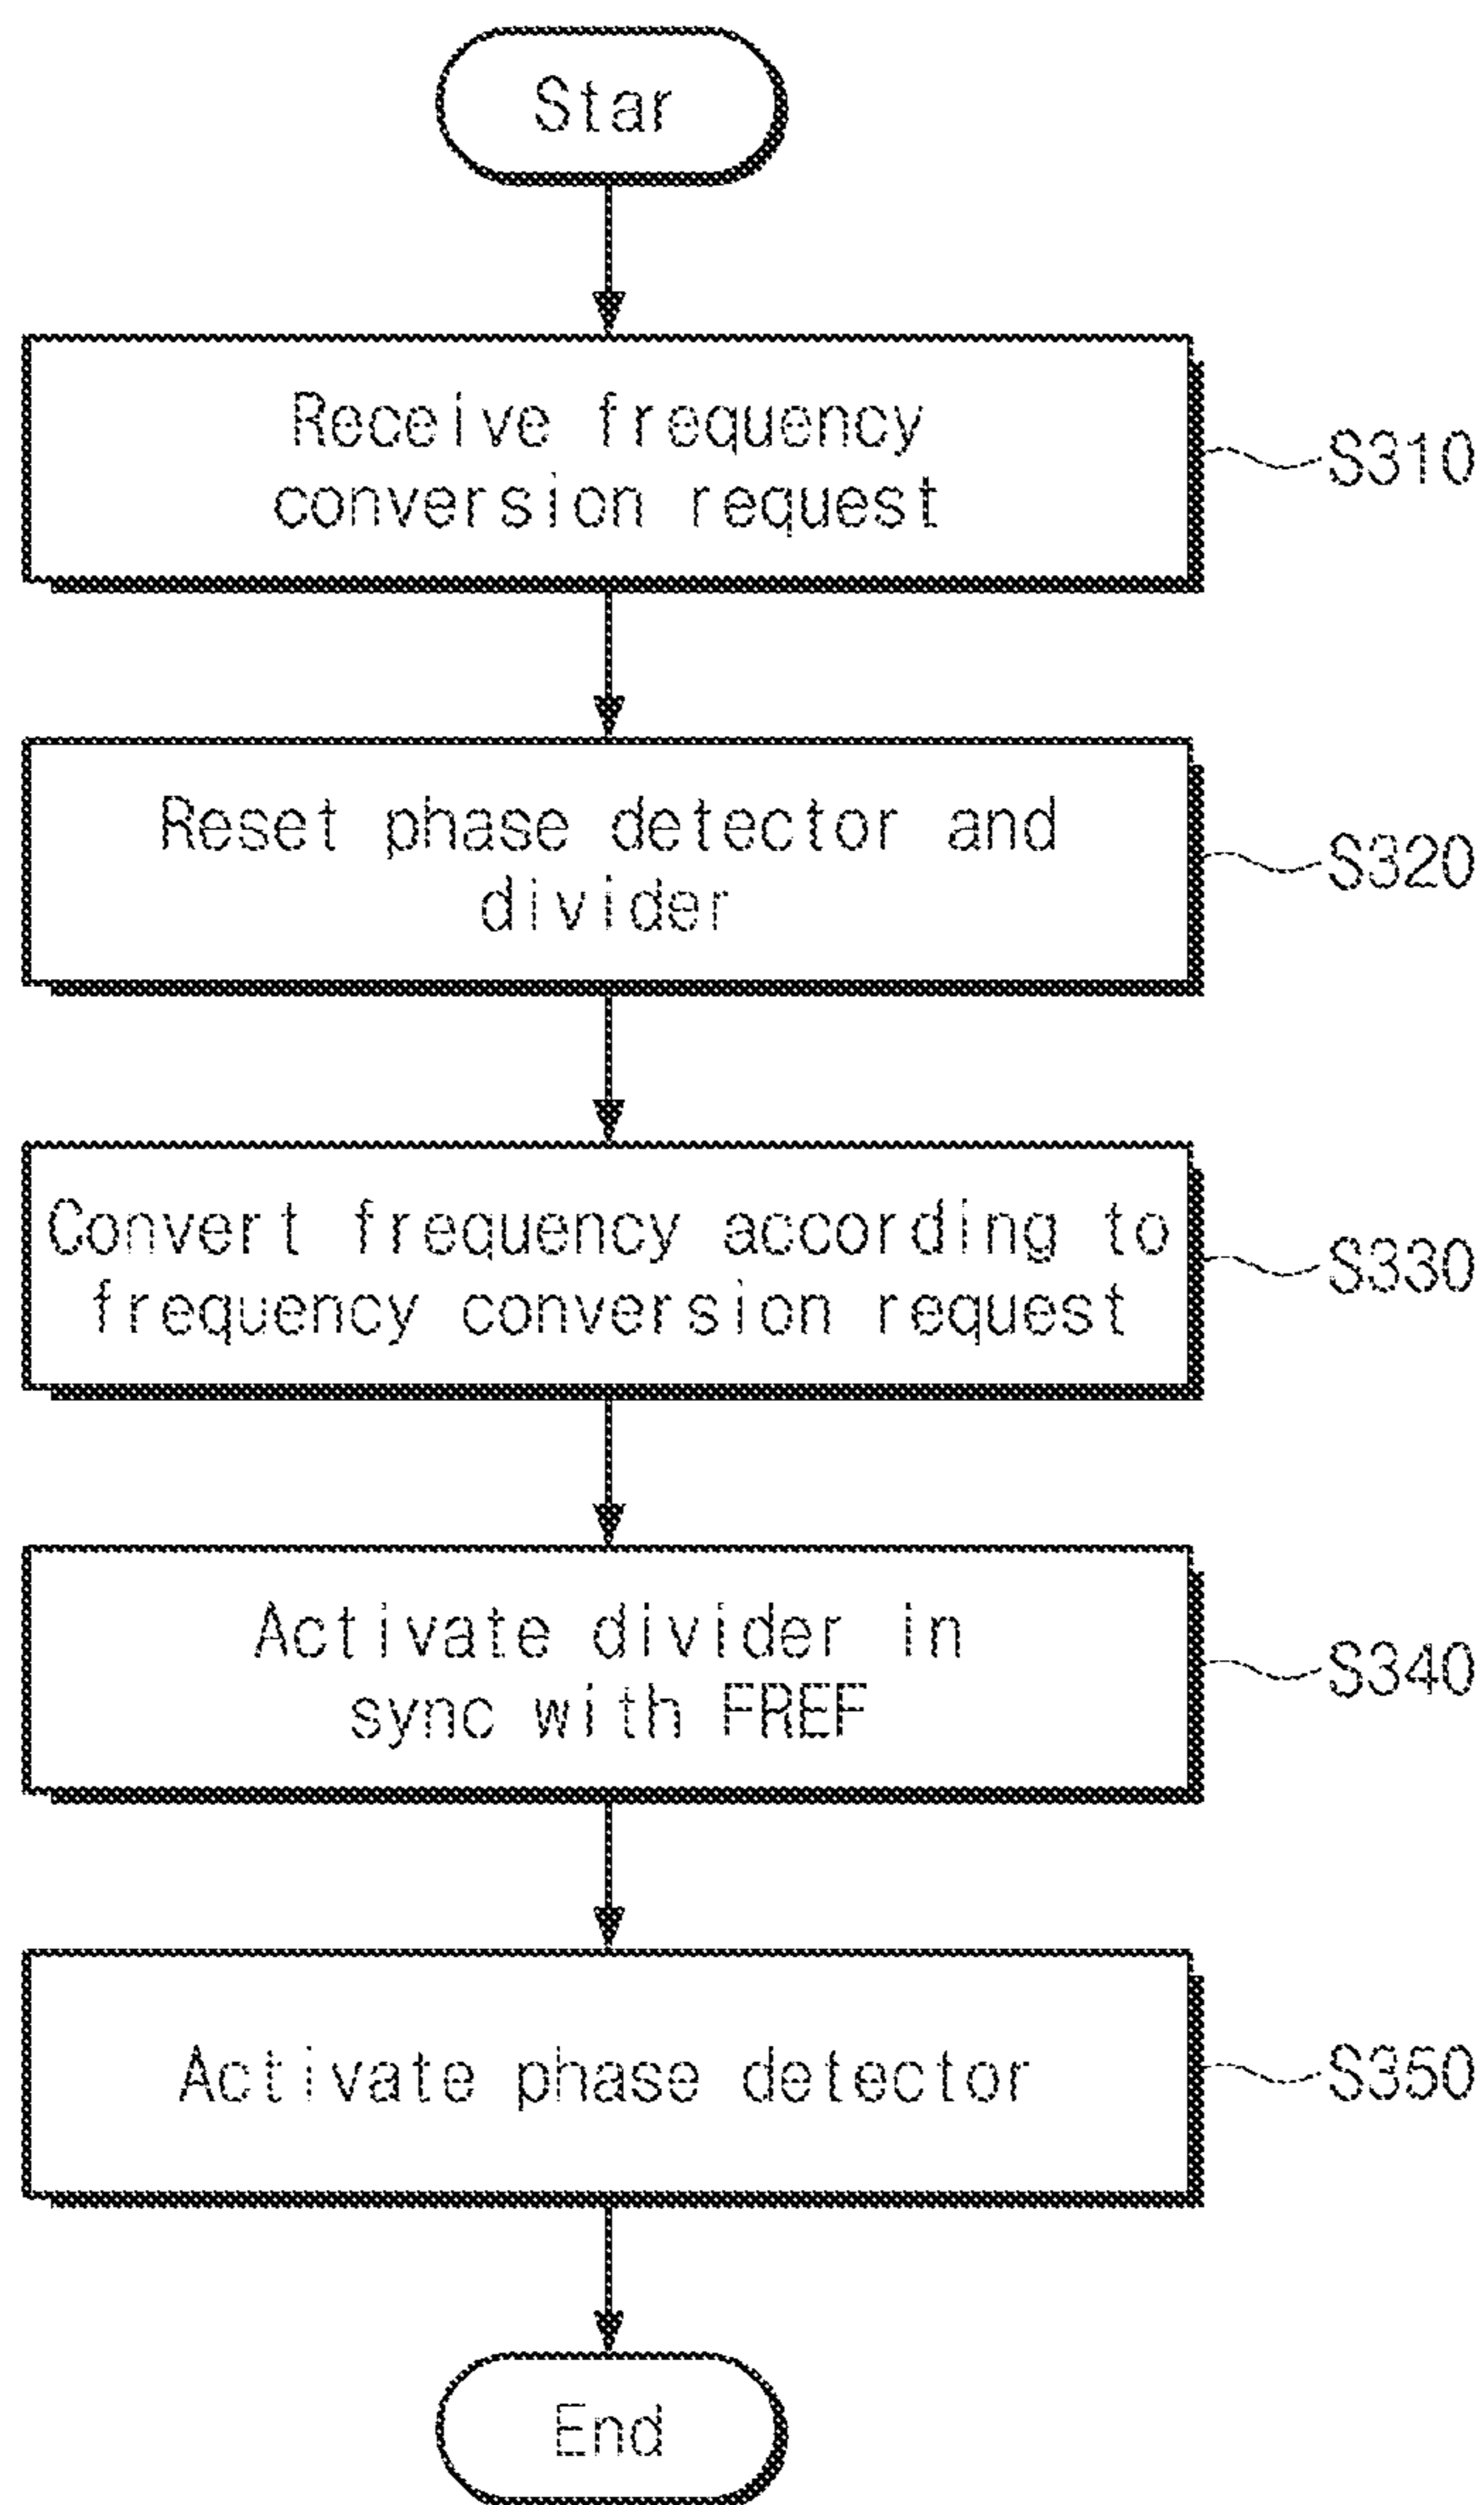 Star
Receive frequency
conversion request
S310
Reset phase detector and
divider
S320
Convert frequency according to
frequency conversion request
S330
Activate divider in
sync with FREF
S340
Activate phase detector
S350
End